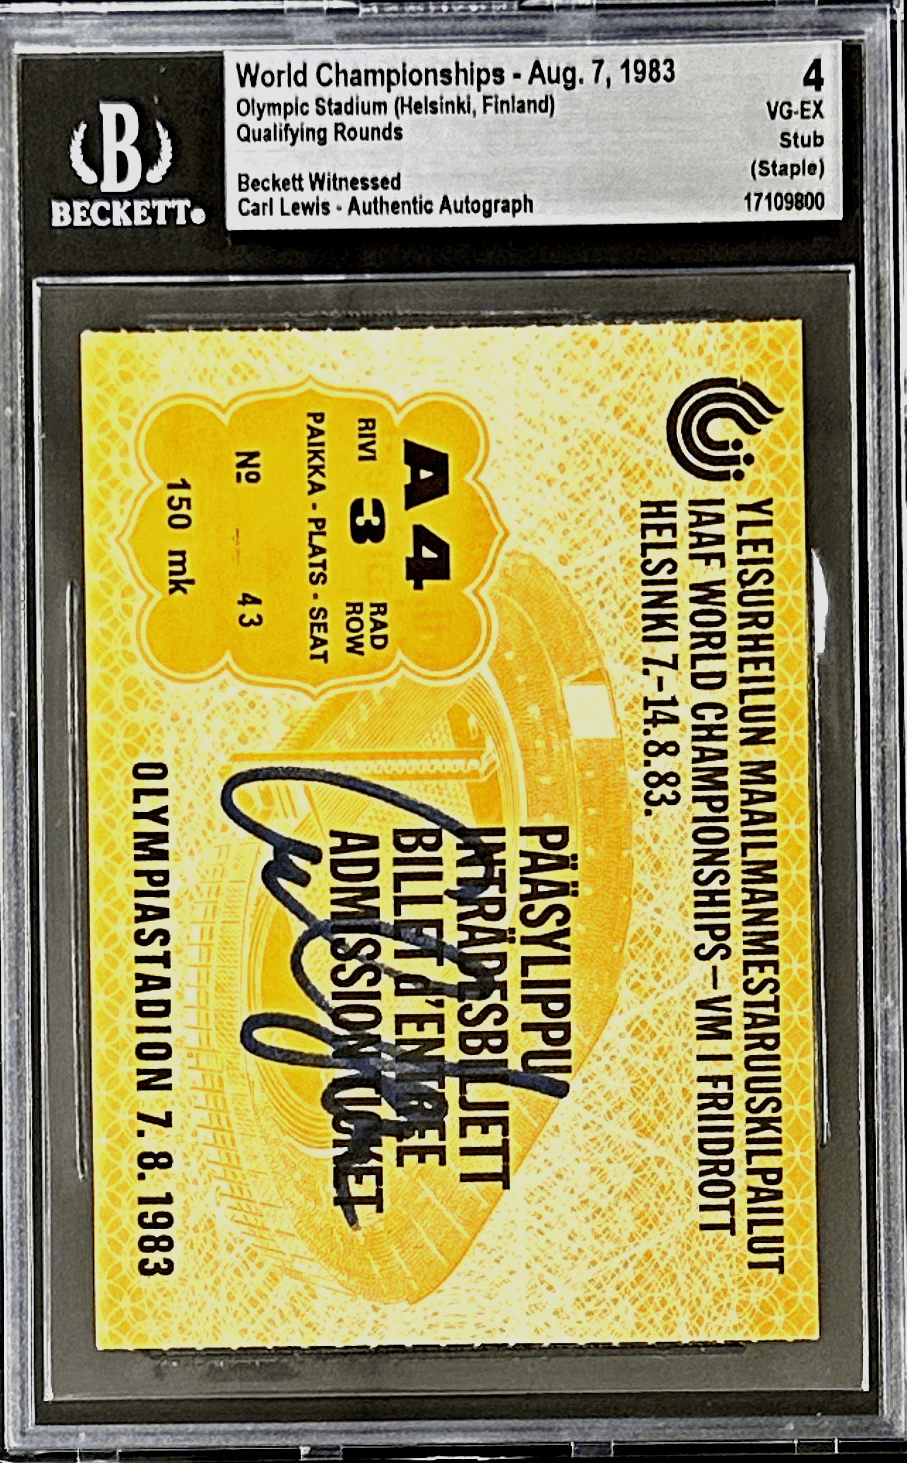 World Championships - Aug. 7, 1983
Olympic Stadium (Helsinki, Finland)
Qualifying Rounds
Beckett Witnessed
Carl Lewis - Authentic Autograph
4
VG-EX
Stub
(Staple)
17109800
B
BECKETT
YLEISURHEILUN MAAILMANMESTARUUSKILPAILUT
IAAF WORLD CHAMPIONSHIPS–VM I FRIIDROTT
HELSINKI 7.–14.8.83.
A 4
RIVI 3 RAD
ROW
PAIKKA - PLATS - SEAT
Nº -- 43
150 mk
PÄÄSYLIPPU
INTRÄDSBILJETT
BILLET d'ENTREE
ADMISSION TICKET
OLYMPIASTADION 7. 8. 1983